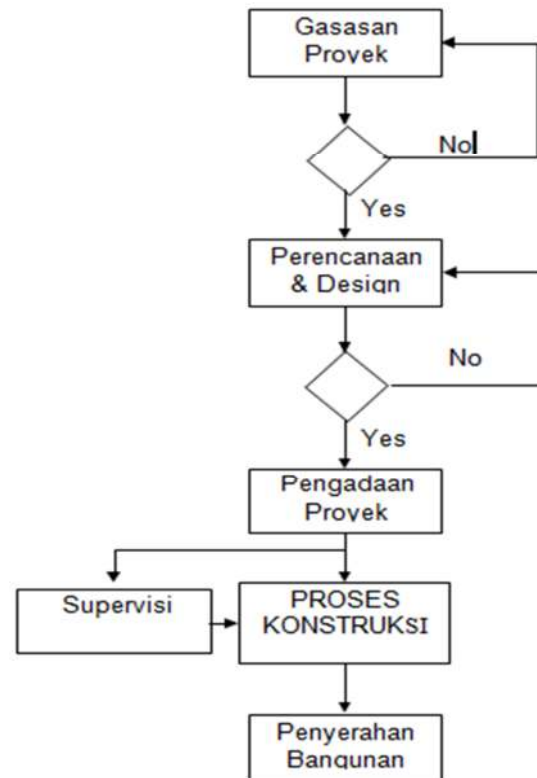 Gasasan
Proyek
No
Yes
Perencanaan
& Design
No
Yes
Pengadaan
Proyek
Supervisi
PROSES
KONSTRUKSI
Penyerahan
Bangunan